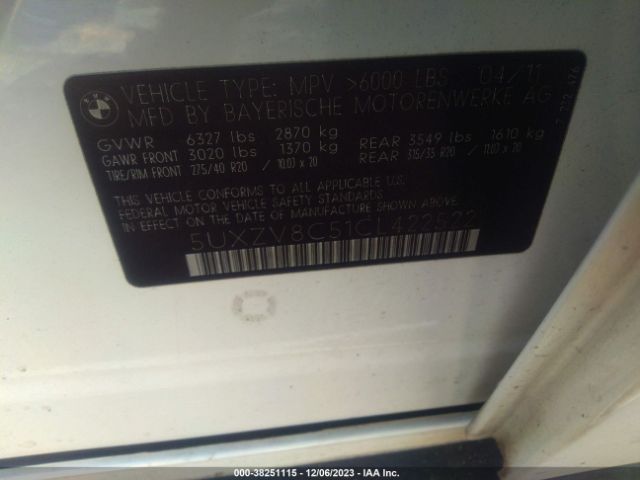 BMW
VEHICLE TYPE: MPV >6000 LBS 04/11
MFD BY BAYERISCHE MOTORENWERKE AG
GVWR 6327 lbs 2870 kg
GAWR FRONT 3020 lbs 1370 kg REAR 3549 lbs 1610 kg
TIRE/RIM FRONT 275/40 R20 / 10.0J x 20 REAR 315/35 R20 / 11.0J x 20
THIS VEHICLE CONFORMS TO ALL APPLICABLE U.S.
FEDERAL MOTOR VEHICLE SAFETY STANDARDS
IN EFFECT ON THE DATE OF MANUFACTURE SHOWN ABOVE.
5UXZV8C51CL422522
000-38251115 - 12/06/2023 - IAA Inc.